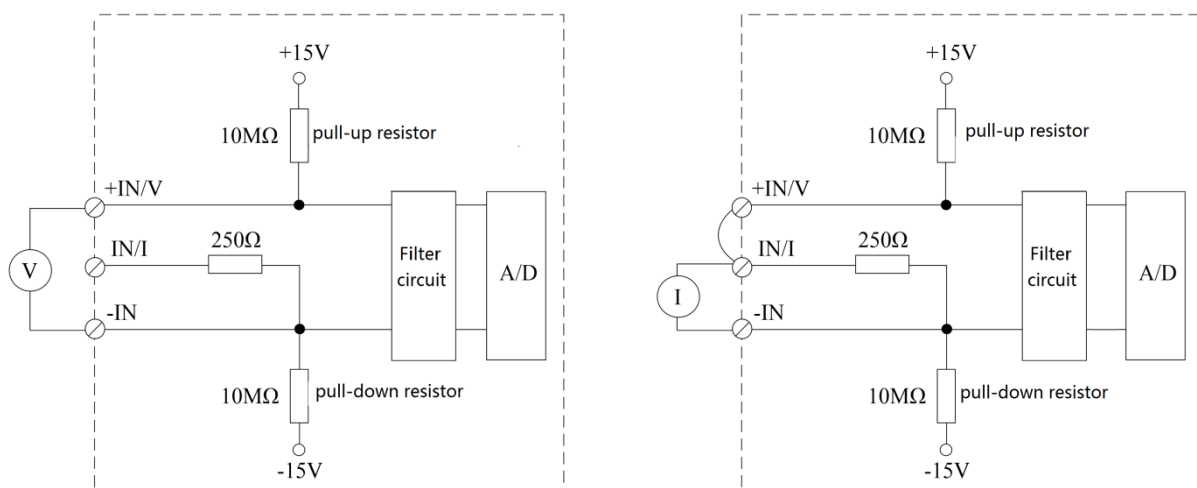 +15V
10MΩ
pull-up resistor
+IN/V
IN/I
250Ω
V
-IN
Filter
circuit
A/D
10MΩ
pull-down resistor
-15V
+15V
10MΩ
pull-up resistor
+IN/V
IN/I
250Ω
I
-IN
Filter
circuit
A/D
10MΩ
pull-down resistor
-15V